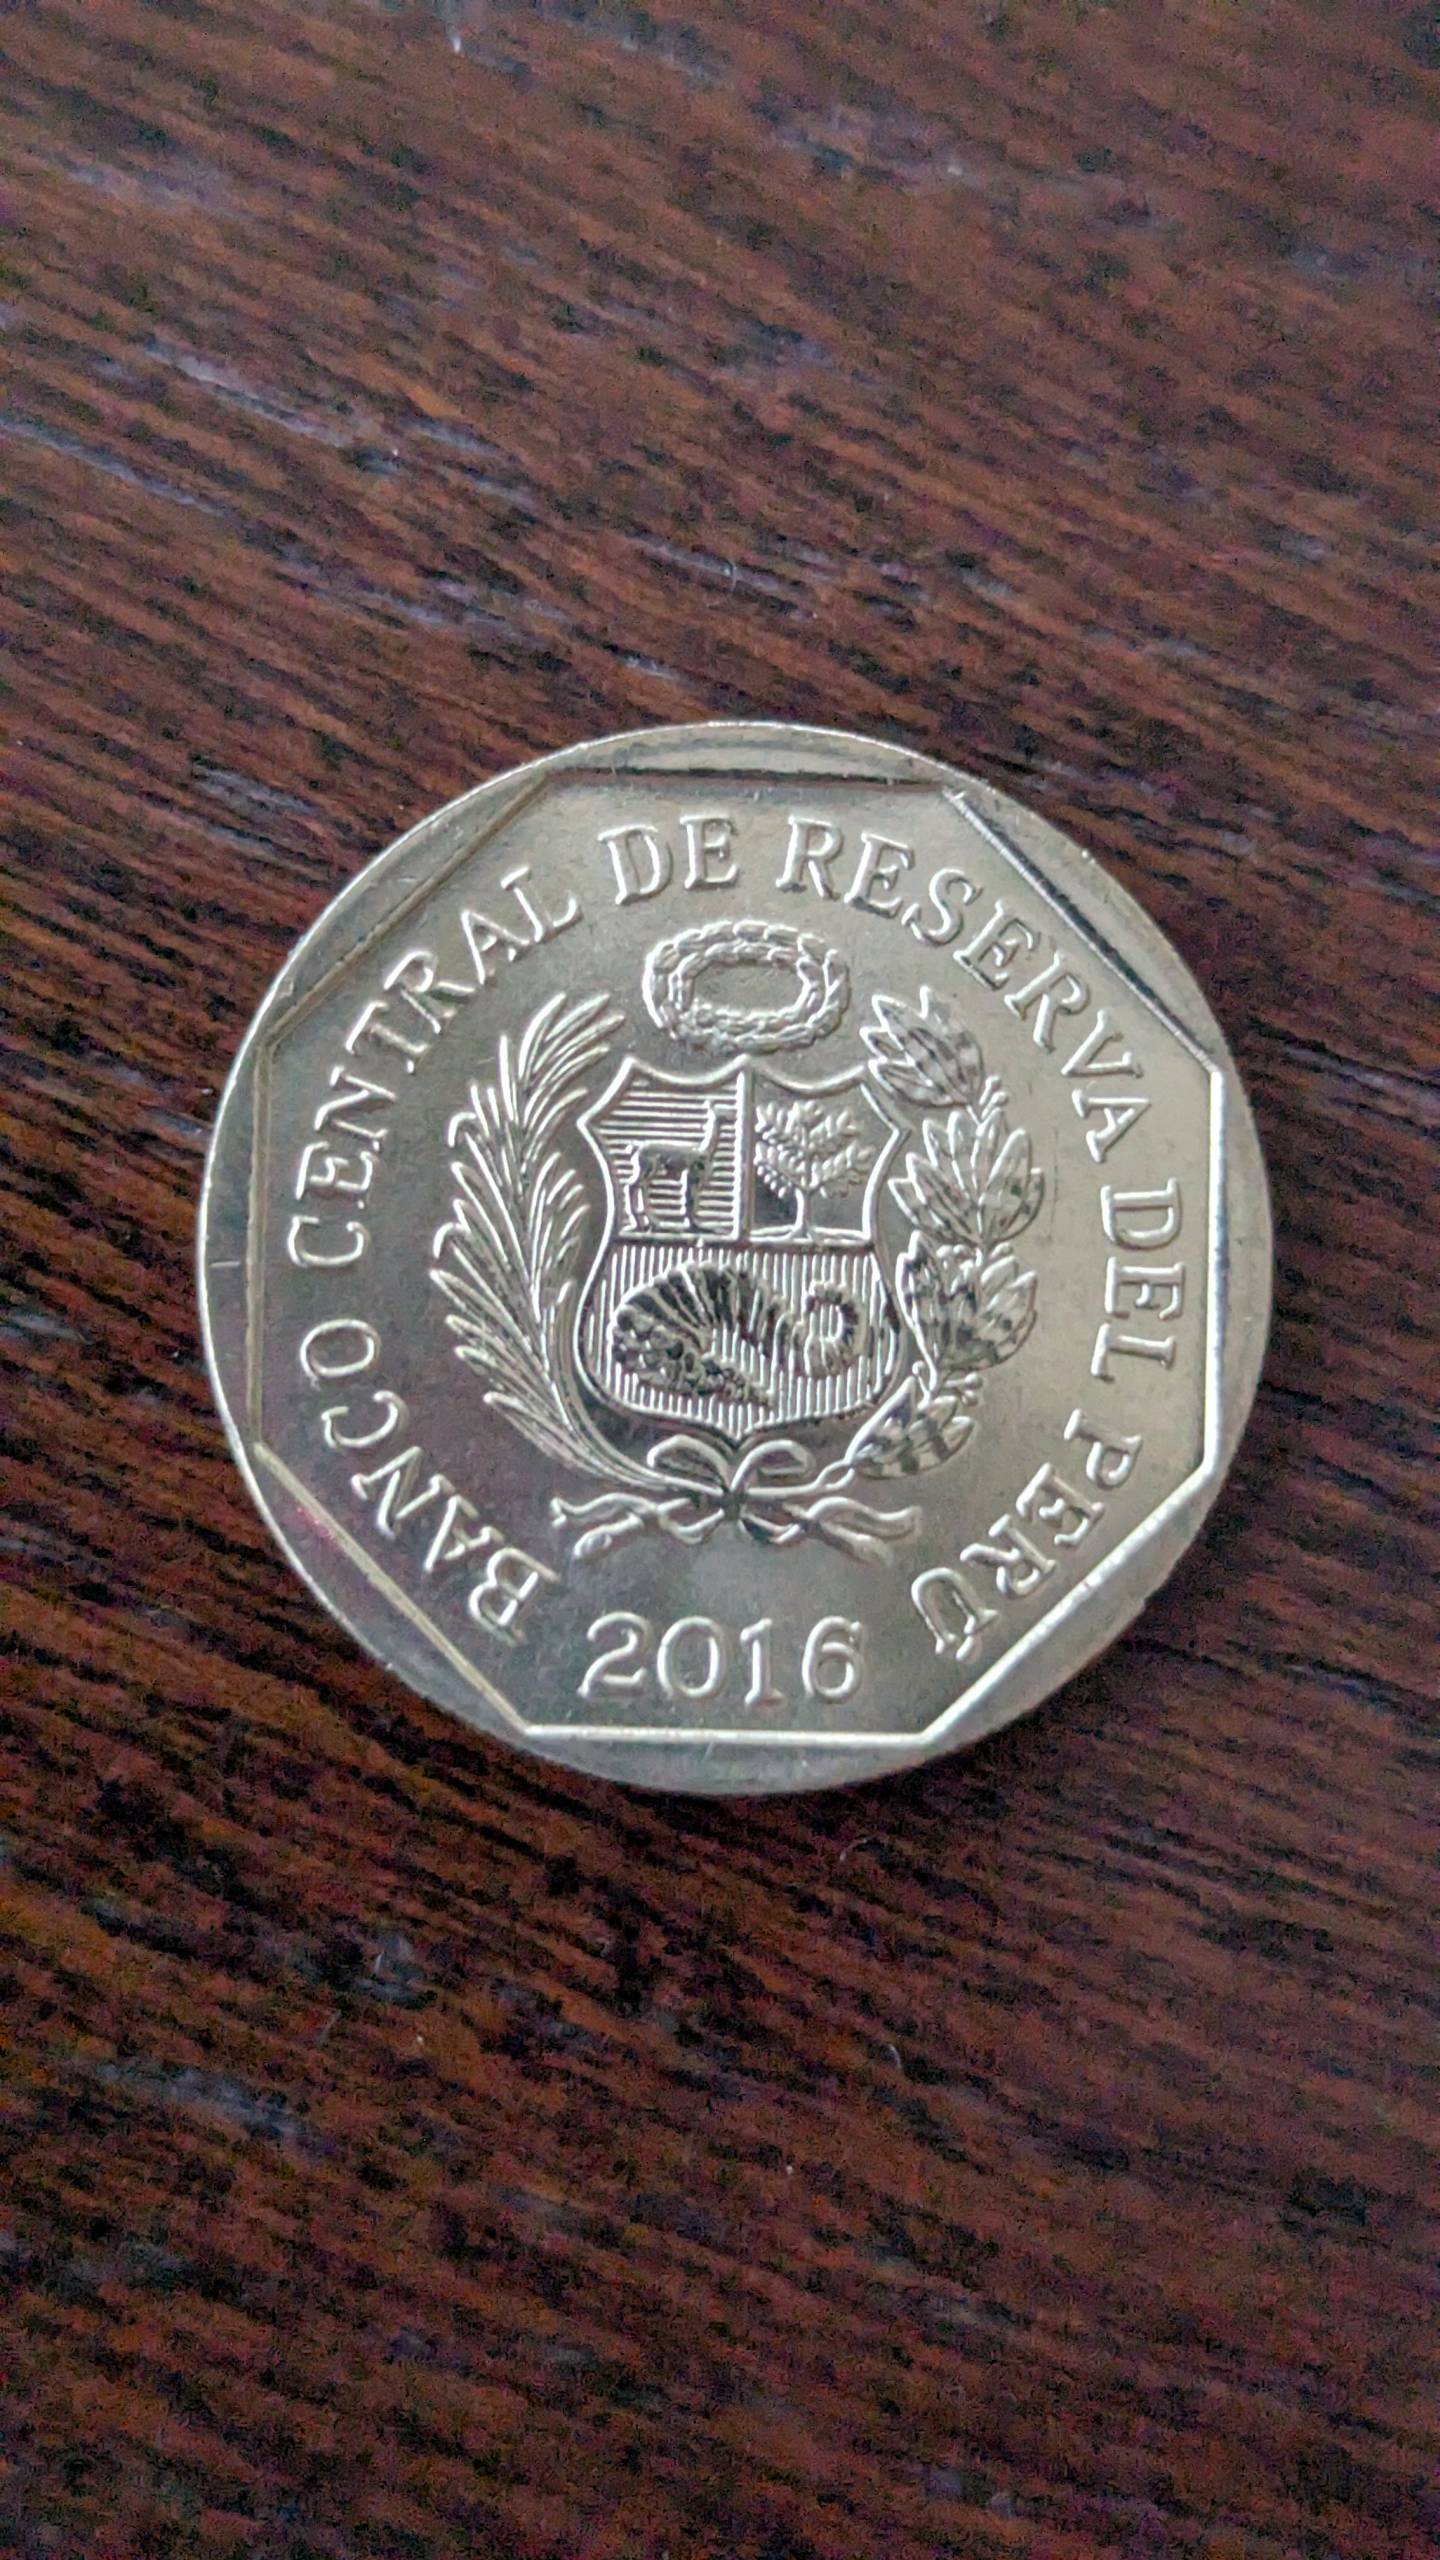 BANCO CENTRAL DE RESERVA DEL PERÚ
2016